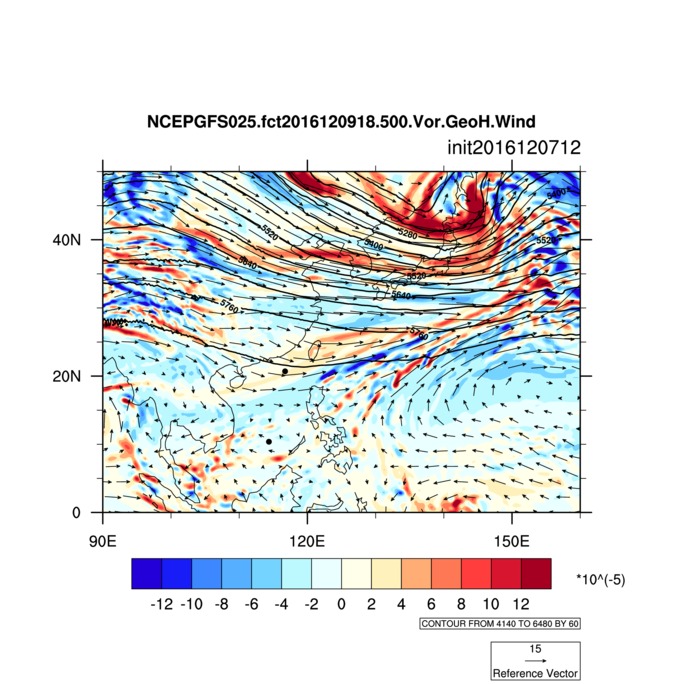 NCEPGFS025.fct2016120918.500.Vor.GeoH.Wind
init2016120712
5400
5520
5280
5400
5520
40N
5640
5520
5640
5760
5760
20N
0
90E
120E
150E
-12 -10 -8 -6 -4 -2 0 2 4 6 8 10 12
*10^(-5)
CONTOUR FROM 4140 TO 6480 BY 60
15
Reference Vector